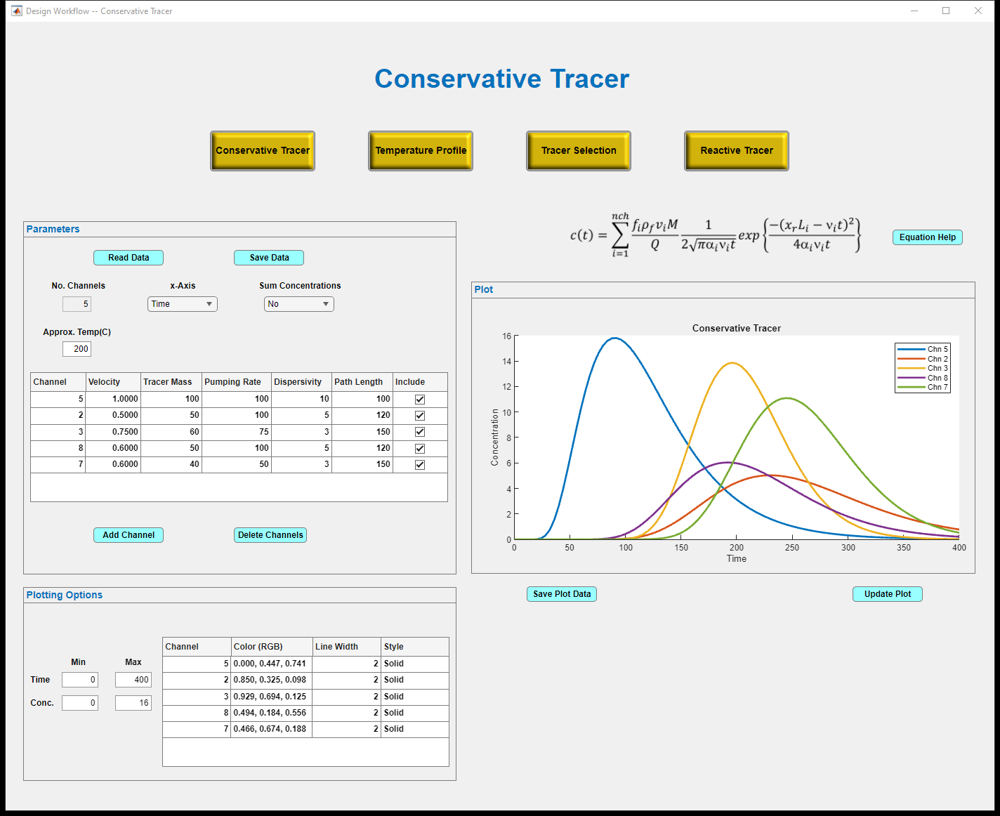 Design Workflow -- Conservative Tracer
Conservative Tracer
Conservative Tracer Temperature Profile Tracer Selection Reactive Tracer
c(t) = \sum_{i=1}^{nch} \frac{f_i ρ_f v_i M}{Q} \frac{1}{2\sqrt{πα_i v_i t}} exp \left\{ \frac{-(x_r L_i - v_i t)^2}{4α_i v_i t} \right\}
Equation Help
Parameters
Read Data Save Data
No. Channels x-Axis Sum Concentrations
5 Time No
Approx. Temp(C)
200
Channel Velocity Tracer Mass Pumping Rate Dispersivity Path Length Include
5 1.0000 100 100 10 100
2 0.5000 50 100 5 120
3 0.7500 60 75 3 150
8 0.6000 50 100 5 120
7 0.6000 40 50 3 150
Add Channel Delete Channels
Plot
Conservative Tracer
16
14
12
10
8
6
4
2
0
Concentration
Chn 5
Chn 2
Chn 3
Chn 8
Chn 7
0 50 100 150 200 250 300 350 400
Time
Save Plot Data Update Plot
Plotting Options
Min Max
Time 0 400
Conc. 0 16
Channel Color (RGB) Line Width Style
5 0.000, 0.447, 0.741 2 Solid
2 0.850, 0.325, 0.098 2 Solid
3 0.929, 0.694, 0.125 2 Solid
8 0.494, 0.184, 0.556 2 Solid
7 0.466, 0.674, 0.188 2 Solid